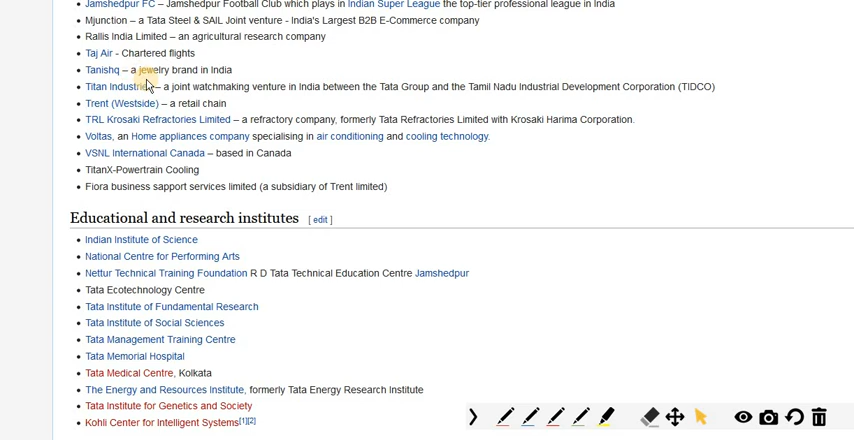 Jamshedpur FC – Jamshedpur Football Club which plays in Indian Super League the top-tier professional league in India
Mjunction – a Tata Steel & SAIL Joint venture - India's Largest B2B E-Commerce company
Rallis India Limited – an agricultural research company
Taj Air - Chartered flights
Tanishq – a jewelry brand in India
Titan Industries – a joint watchmaking venture in India between the Tata Group and the Tamil Nadu Industrial Development Corporation (TIDCO)
Trent (Westside) – a retail chain
TRL Krosaki Refractories Limited – a refractory company, formerly Tata Refractories Limited with Krosaki Harima Corporation.
Voltas, an Home appliances company specialising in air conditioning and cooling technology.
VSNL International Canada – based in Canada
TitanX-Powertrain Cooling
Fiora business sapport services limited (a subsidiary of Trent limited)
Educational and research institutes [ edit ]
Indian Institute of Science
National Centre for Performing Arts
Nettur Technical Training Foundation R D Tata Technical Education Centre Jamshedpur
Tata Ecotechnology Centre
Tata Institute of Fundamental Research
Tata Institute of Social Sciences
Tata Management Training Centre
Tata Memorial Hospital
Tata Medical Centre, Kolkata
The Energy and Resources Institute, formerly Tata Energy Research Institute
Tata Institute for Genetics and Society
Kohli Center for Intelligent Systems[1][2]